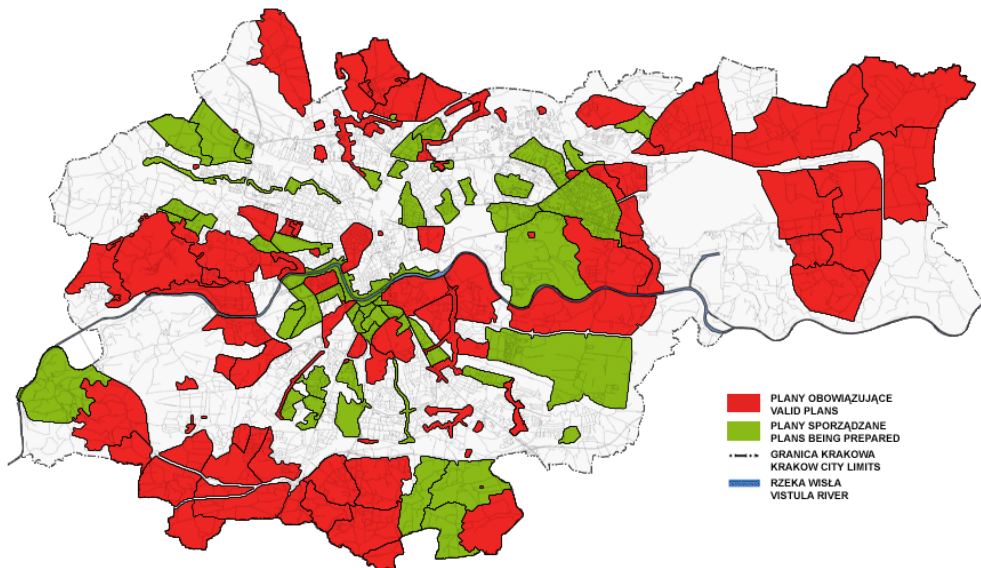 PLANY OBOWIĄZUJĄCE
VALID PLANS
PLANY SPORZĄDZANE
PLANS BEING PREPARED
GRANICA KRAKOWA
KRAKOW CITY LIMITS
RZEKA WISŁA
VISTULA RIVER